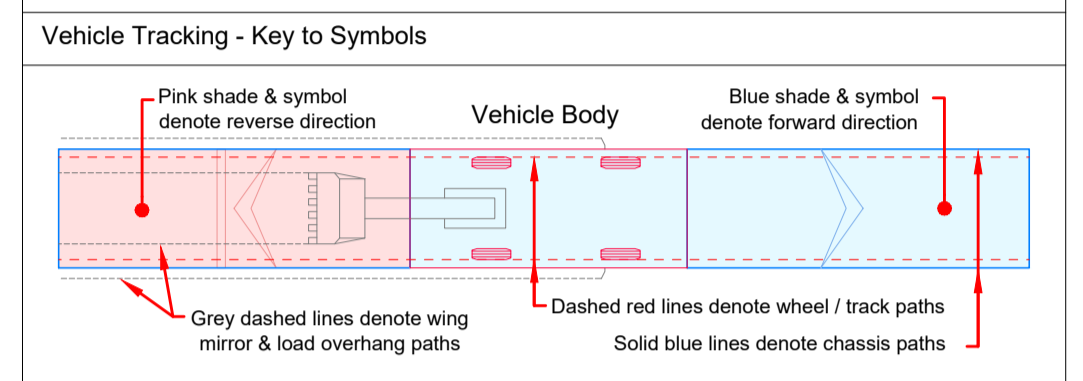 Vehicle Tracking - Key to Symbols
Pink shade & symbol
denote reverse direction
Vehicle Body
Blue shade & symbol
denote forward direction
Grey dashed lines denote wing
mirror & load overhang paths
Dashed red lines denote wheel / track paths
Solid blue lines denote chassis paths